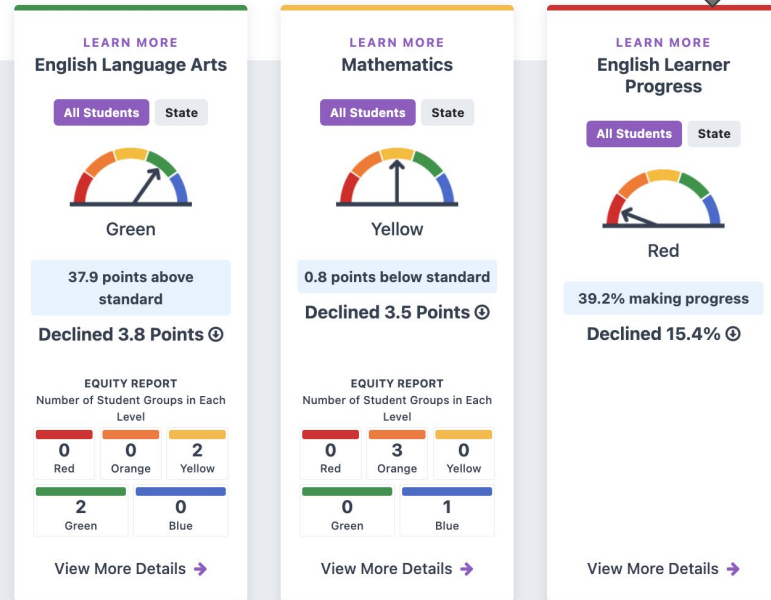 LEARN MORE
English Language Arts
All Students State
Green
37.9 points above
standard
Declined 3.8 Points
EQUITY REPORT
Number of Student Groups in Each
Level
0 0 2
Red Orange Yellow
2 0
Green Blue
View More Details
LEARN MORE
Mathematics
All Students State
Yellow
0.8 points below standard
Declined 3.5 Points
EQUITY REPORT
Number of Student Groups in Each
Level
0 3 0
Red Orange Yellow
0 1
Green Blue
View More Details
LEARN MORE
English Learner
Progress
All Students State
Red
39.2% making progress
Declined 15.4%
View More Details